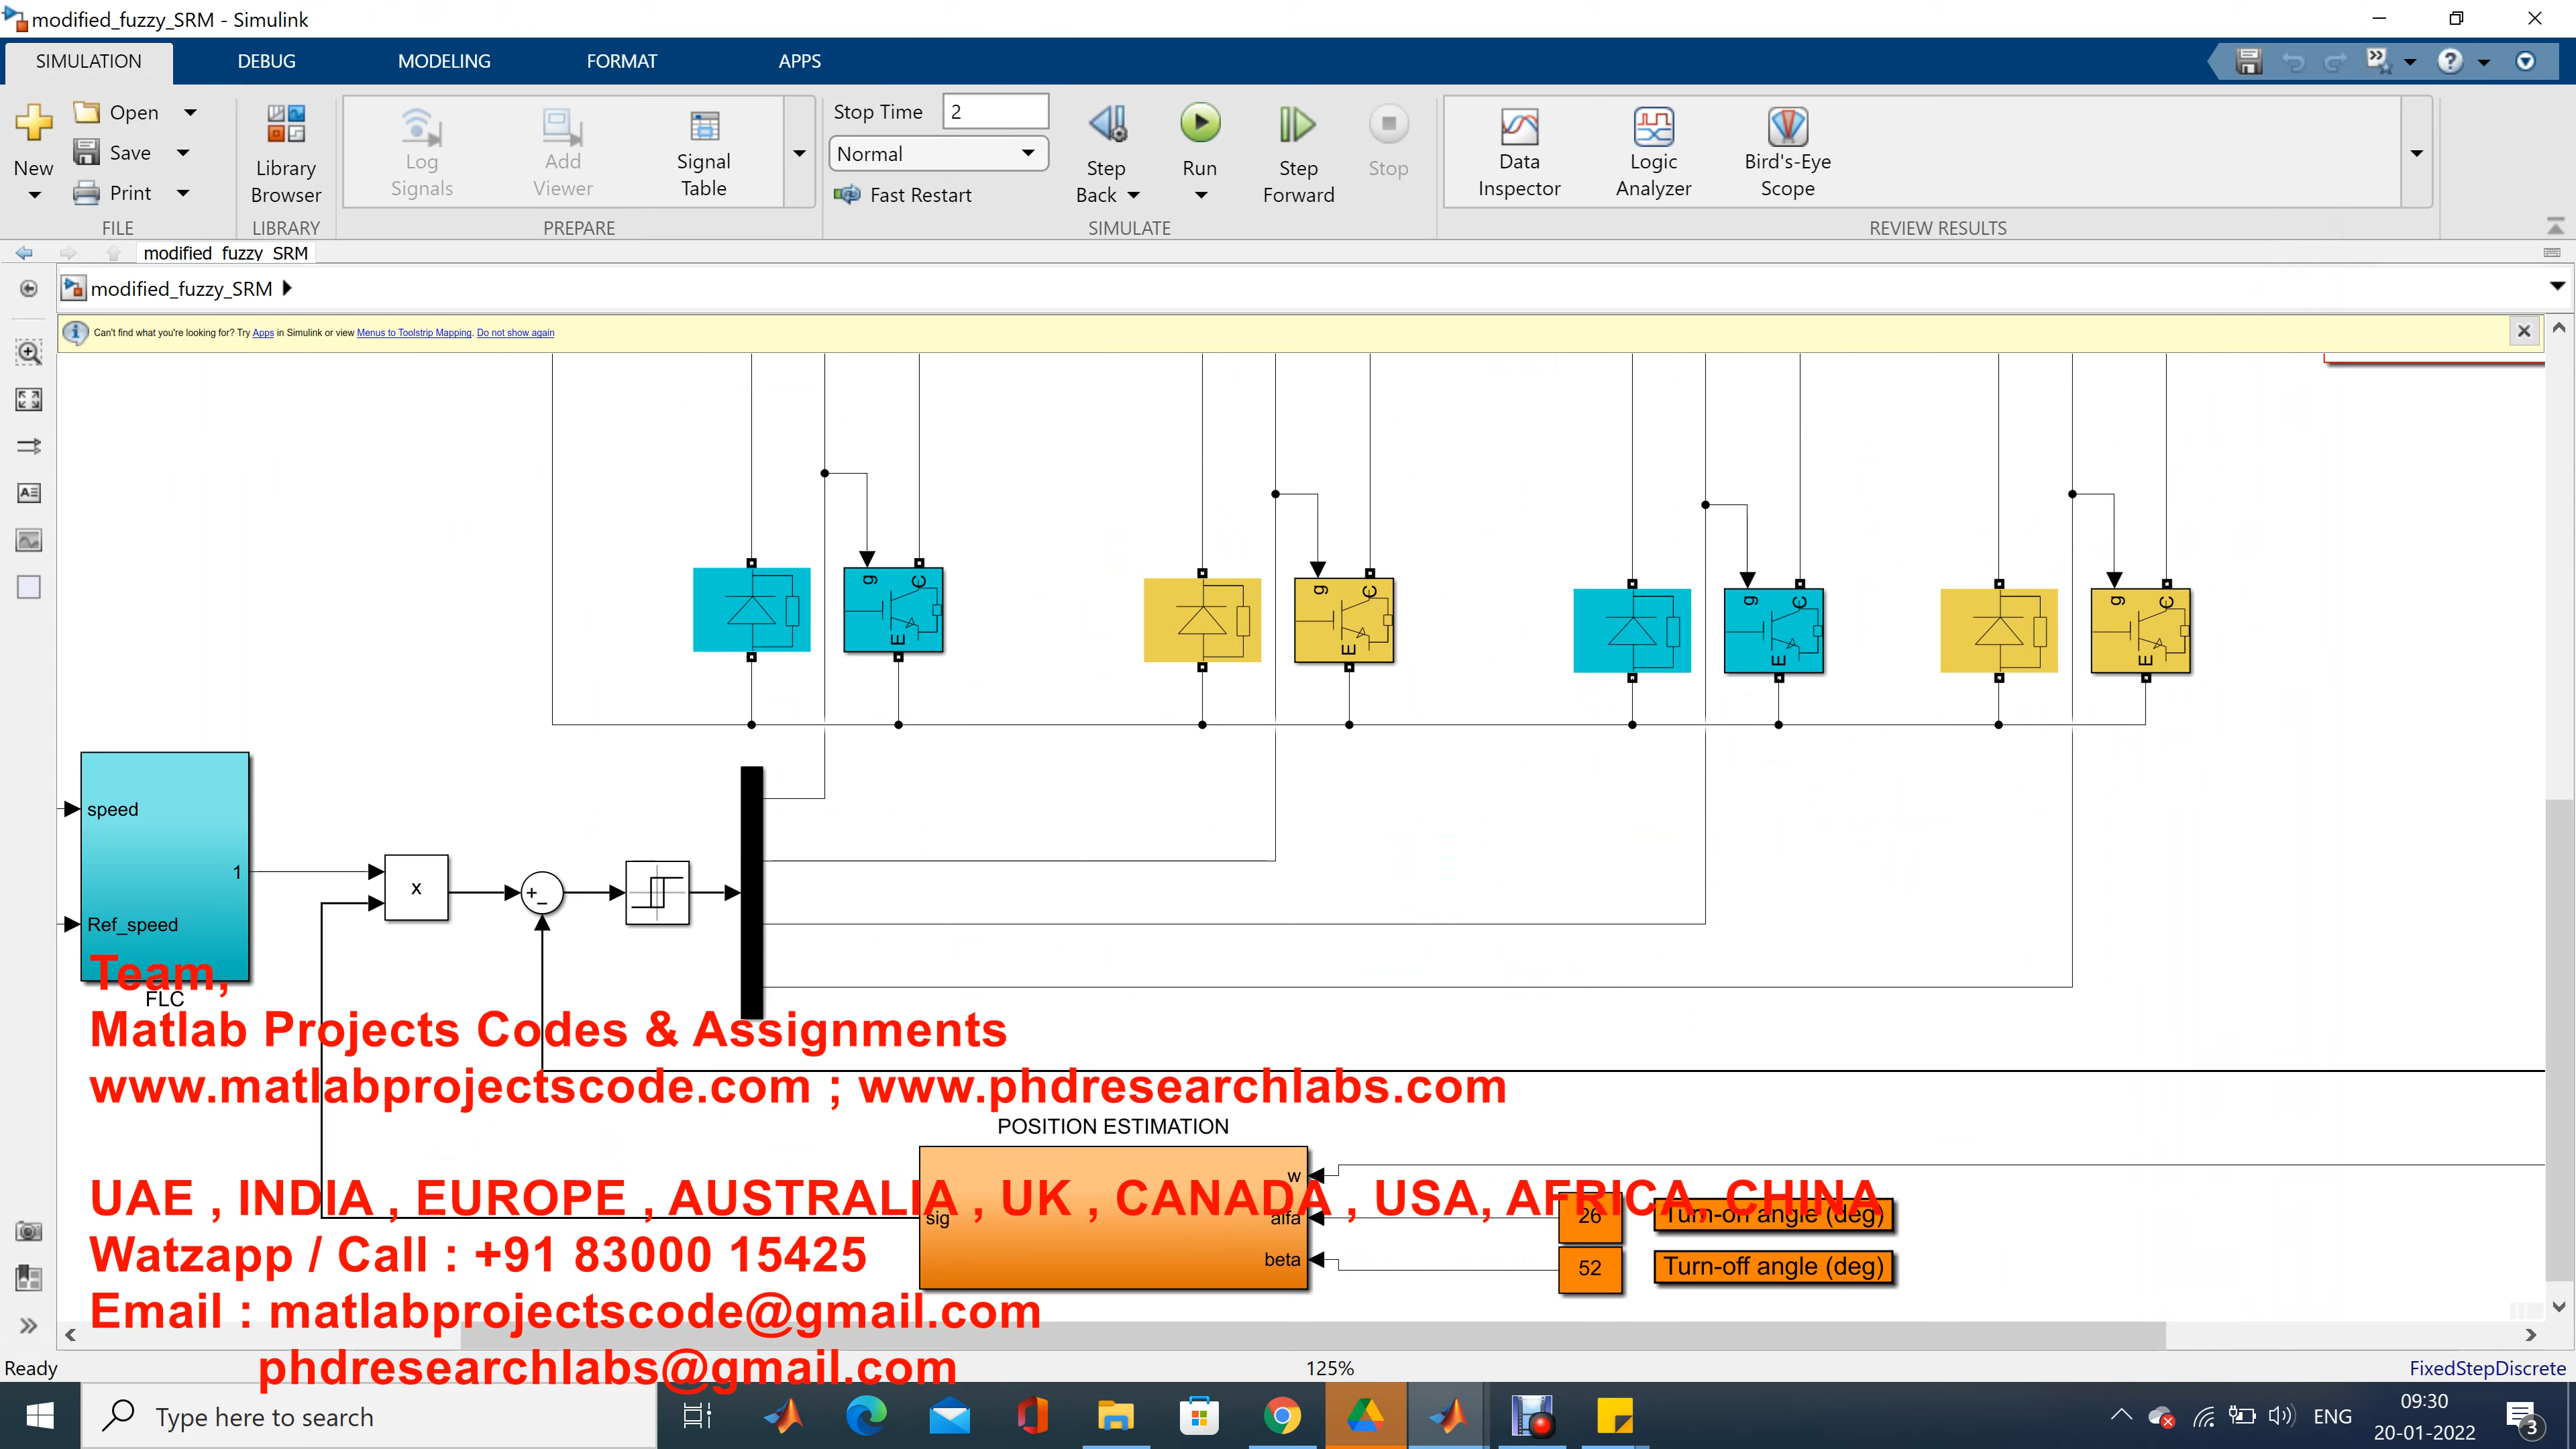 modified_fuzzy_SRM - Simulink
SIMULATION DEBUG MODELING FORMAT APPS
New
Open
Save
Print
FILE
Library Browser
LIBRARY
Log Signals
Add Viewer
Signal Table
PREPARE
Stop Time 2
Normal
Fast Restart
Step Back
Run
Step Forward
Stop
SIMULATE
Data Inspector
Logic Analyzer
Bird's-Eye Scope
REVIEW RESULTS
modified_fuzzy_SRM
modified_fuzzy_SRM
Can't find what you're looking for? Try Apps in Simulink or view Menus to Toolstrip Mapping. Do not show again
g C E
g C E
g C E
g C E
speed
1
Ref_speed
FLC
x
+
−
Team,
Matlab Projects Codes & Assignments
www.matlabprojectscode.com ; www.phdresearchlabs.com
POSITION ESTIMATION
w
UAE , INDIA , EUROPE , AUSTRALIA , UK , CANADA , USA, AFRICA, CHINA
sig
alfa
26
Turn-on angle (deg)
Watzapp / Call : +91 83000 15425
beta
52
Turn-off angle (deg)
Email : matlabprojectscode@gmail.com
phdresearchlabs@gmail.com
Ready
125%
FixedStepDiscrete
Type here to search
ENG
09:30
20-01-2022
3